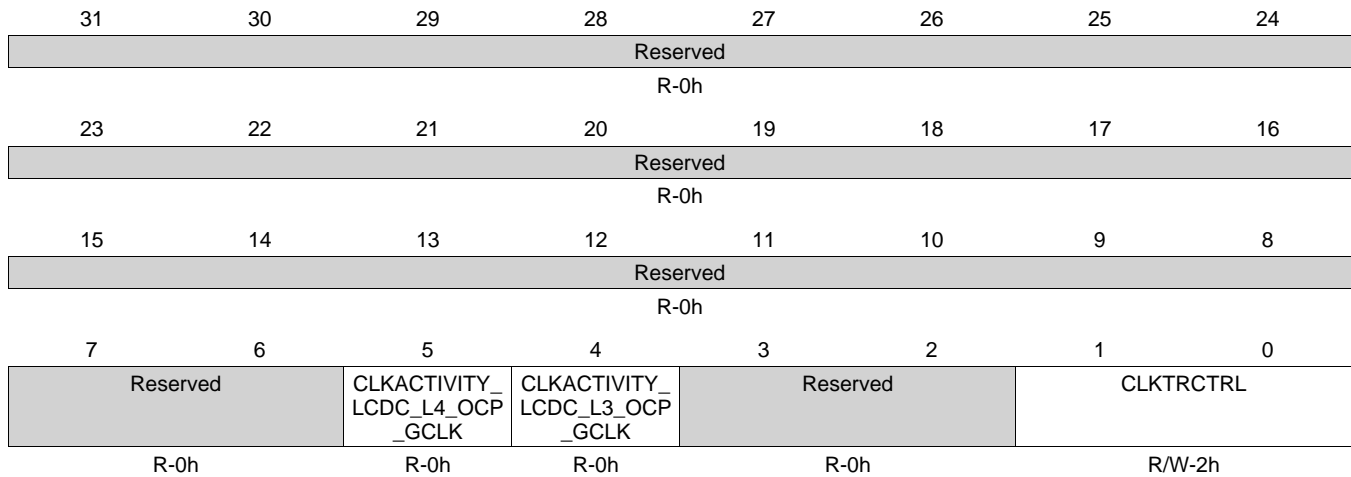 31 30 29 28 27 26 25 24
Reserved
R-0h
23 22 21 20 19 18 17 16
Reserved
R-0h
15 14 13 12 11 10 9 8
Reserved
R-0h
7 6 5 4 3 2 1 0
Reserved CLKACTIVITY_ CLKACTIVITY_ Reserved CLKTRCTRL
LCDC_L4_OCP LCDC_L3_OCP
_GCLK _GCLK
R-0h R-0h R-0h R-0h R/W-2h